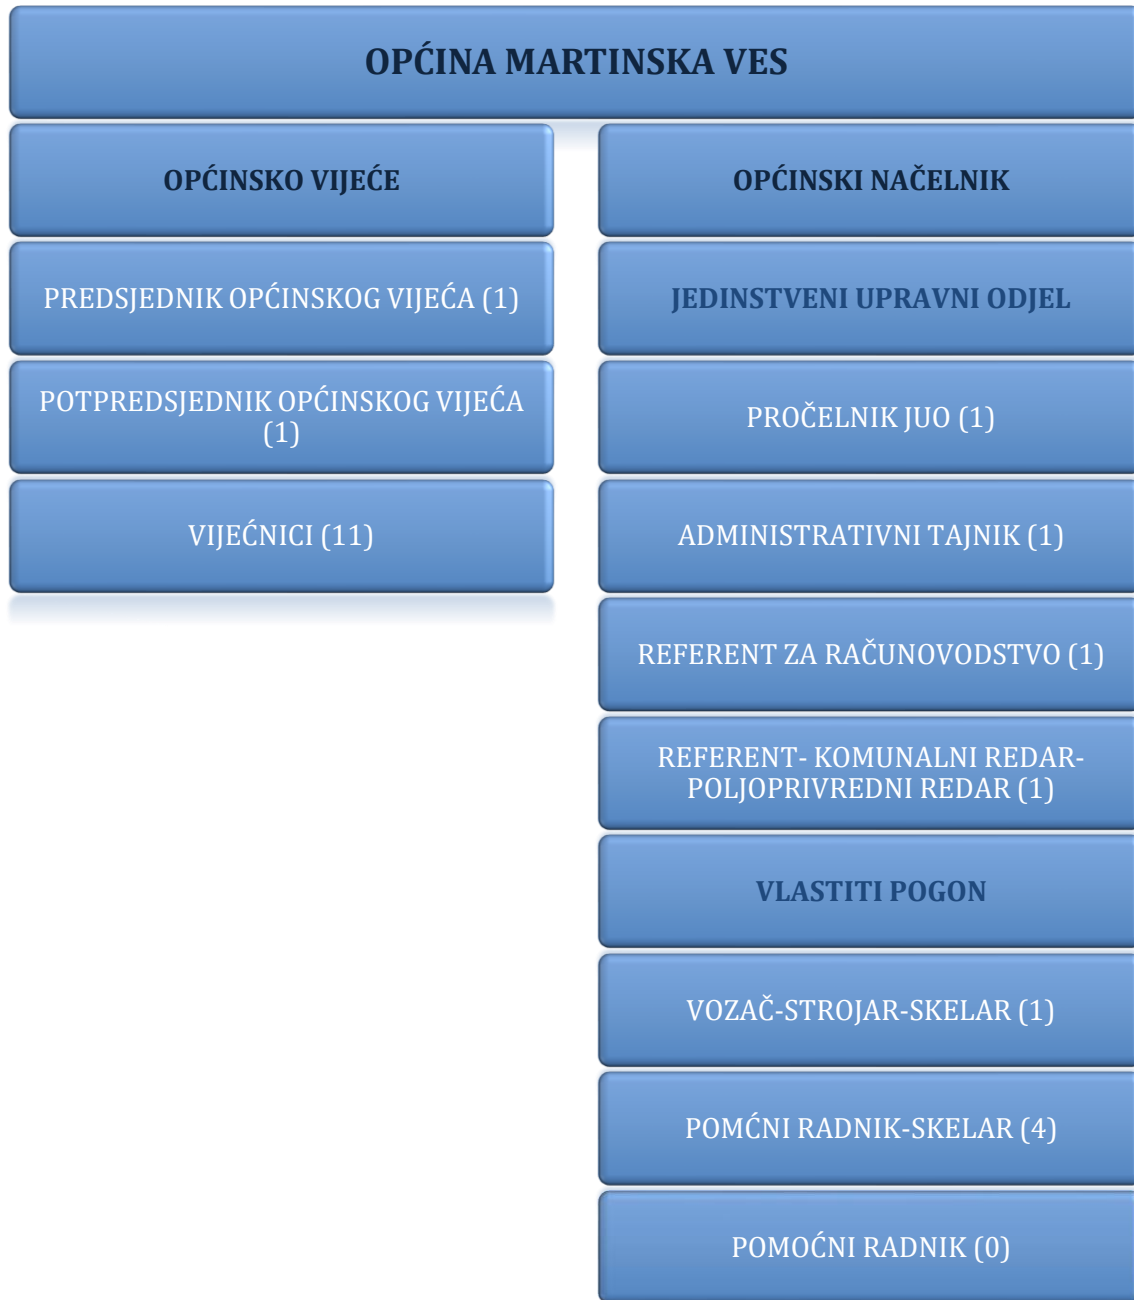 OPĆINA MARTINSKA VES
OPĆINSKO VIJEĆE
PREDSJEDNIK OPĆINSKOG VIJEĆA (1)
POTPREDSJEDNIK OPĆINSKOG VIJEĆA
(1)
VIJEĆNICI (11)
OPĆINSKI NAČELNIK
JEDINSTVENI UPRAVNI ODJEL
PROČELNIK JUO (1)
ADMINISTRATIVNI TAJNIK (1)
REFERENT ZA RAČUNOVODSTVO (1)
REFERENT- KOMUNALNI REDAR-
POLJOPRIVREDNI REDAR (1)
VLASTITI POGON
VOZAČ-STROJAR-SKELAR (1)
POMĆNI RADNIK-SKELAR (4)
POMOĆNI RADNIK (0)